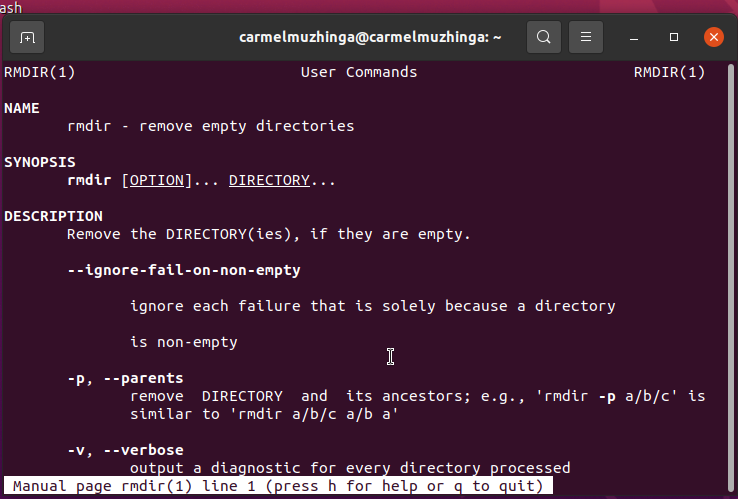 ash
carmelmuzhinga@carmelmuzhinga: ~
RMDIR(1) User Commands RMDIR(1)
NAME
rmdir - remove empty directories
SYNOPSIS
rmdir [OPTION]... DIRECTORY...
DESCRIPTION
Remove the DIRECTORY(ies), if they are empty.
--ignore-fail-on-non-empty
ignore each failure that is solely because a directory
is non-empty
-p, --parents
remove DIRECTORY and its ancestors; e.g., 'rmdir -p a/b/c' is
similar to 'rmdir a/b/c a/b a'
-v, --verbose
output a diagnostic for every directory processed
Manual page rmdir(1) line 1 (press h for help or q to quit)